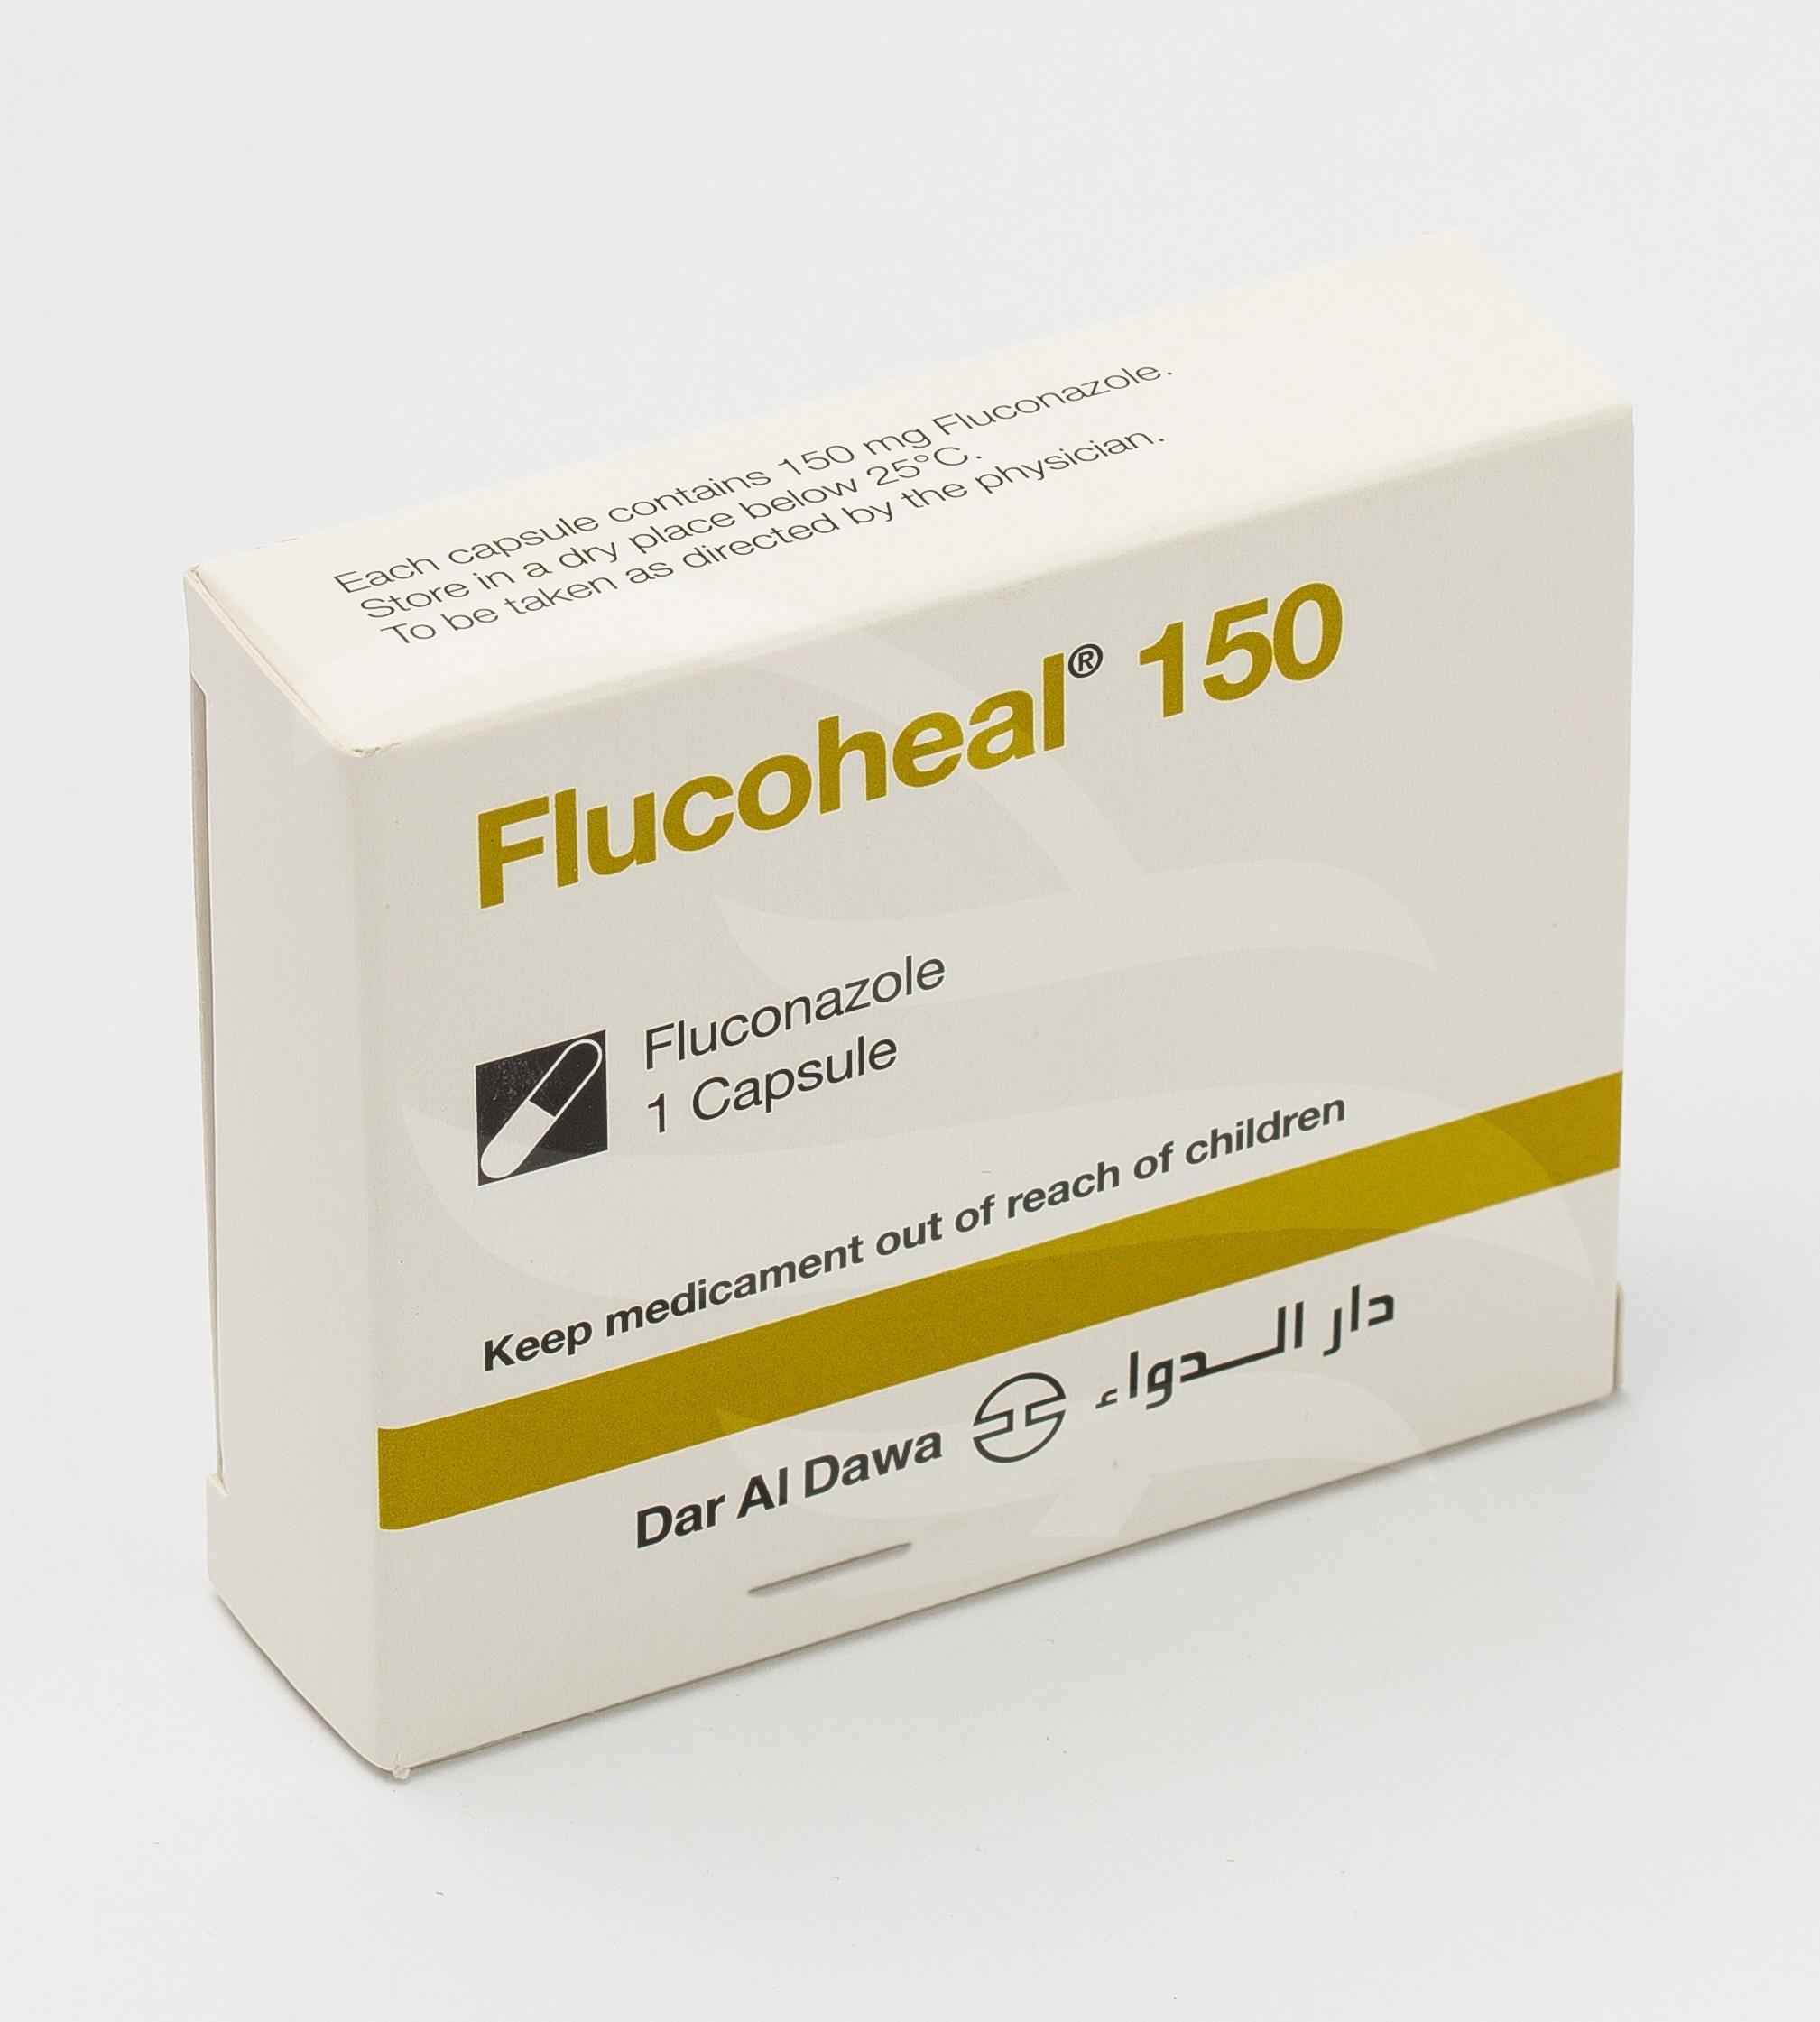 Each capsule contains 150 mg Fluconazole.
Store in a dry place below 25°C.
To be taken as directed by the physician.
Flucoheal® 150
Fluconazole
1 Capsule
Keep medicament out of reach of children
Dar Al Dawa دار الـدواء